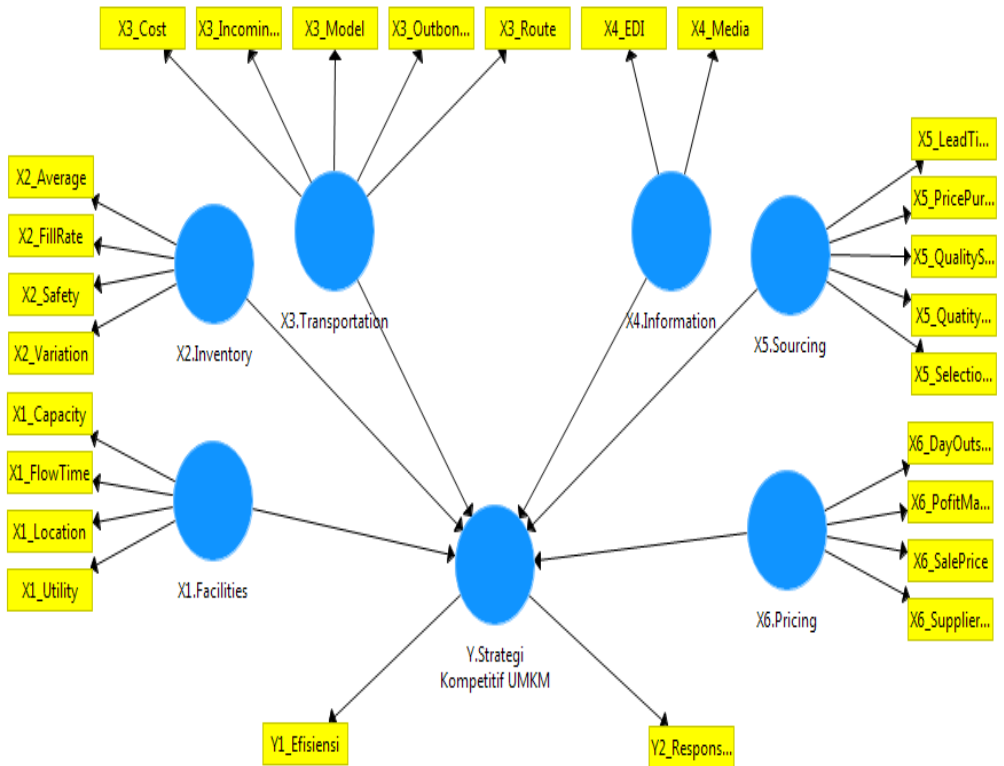 X3_Cost
X3_Incomin...
X3_Model
X3_Outbon...
X3_Route
X4_EDI
X4_Media
X2_Average
X2_FillRate
X2_Safety
X2_Variation
X2.Inventory
X3.Transportation
X4.Information
X5.Sourcing
X5_LeadTi...
X5_PricePur...
X5_QualityS...
X5_Quatity...
X5_Selectio...
X1_Capacity
X1_FlowTime
X1_Location
X1_Utility
X1.Facilities
X6.Pricing
X6_DayOuts...
X6_PofitMa...
X6_SalePrice
X6_Supplier...
Y.Strategi
Kompetitif UMKM
Y1_Efisiensi
Y2_Respons...